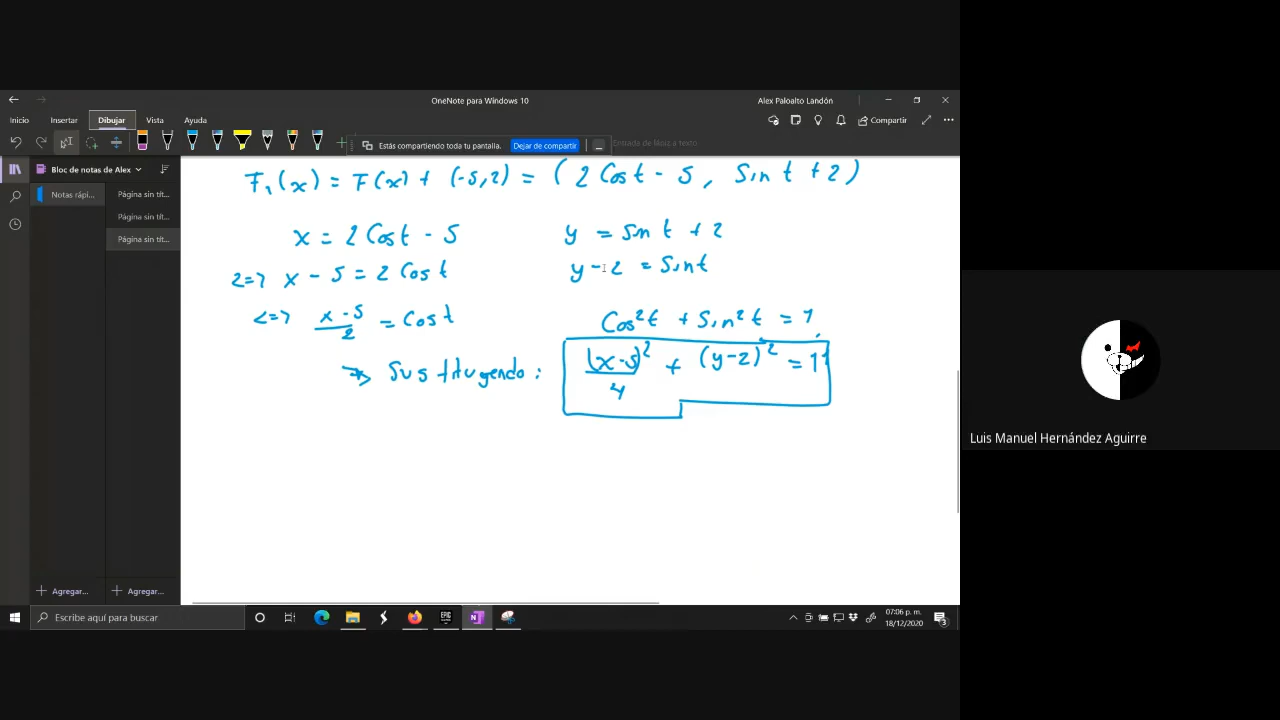 OneNote para Windows 10
Alex Paloalto Landón
Inicio Insertar Dibujar Vista Ayuda
Compartir
Estás compartiendo toda tu pantalla. Dejar de compartir
Bloc de notas de Alex
Notas rápi...
Página sin tít...
Página sin tít...
Página sin tít...
F₁(x) = F(x) + (-5,2) = (2 Cos t - 5, Sin t + 2)
x = 2 Cos t - 5 y = Sin t + 2
2=> x - 5 = 2 Cos t y - 2 = Sin t
<=> (x-5)/2 = Cos t
Cos²t + Sin²t = 1
=> Sustituyendo: (x-5)²/4 + (y-2)² = 11
Agregar... Agregar...
Escribe aquí para buscar
EPIC
07:06 p. m.
18/12/2020
3
Luis Manuel Hernández Aguirre